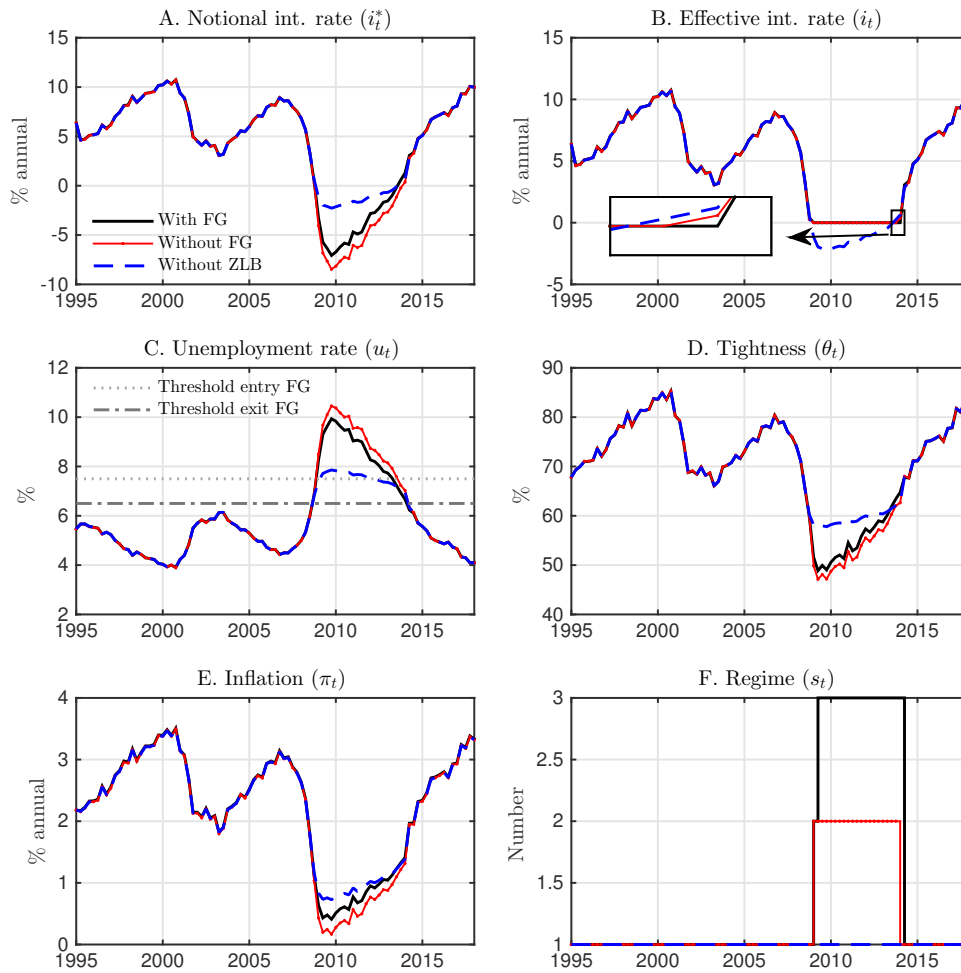 A. Notional int. rate (i*t)
% annual
15
10
5
0
-5
-10
With FG
Without FG
Without ZLB
1995 2000 2005 2010 2015
B. Effective int. rate (it)
% annual
15
10
5
0
-5
1995 2000 2005 2010 2015
C. Unemployment rate (ut)
%
12
10
8
6
4
2
Threshold entry FG
Threshold exit FG
1995 2000 2005 2010 2015
D. Tightness (θt)
%
90
80
70
60
50
40
1995 2000 2005 2010 2015
E. Inflation (πt)
% annual
4
3
2
1
0
1995 2000 2005 2010 2015
F. Regime (st)
Number
3
2.5
2
1.5
1
1995 2000 2005 2010 2015